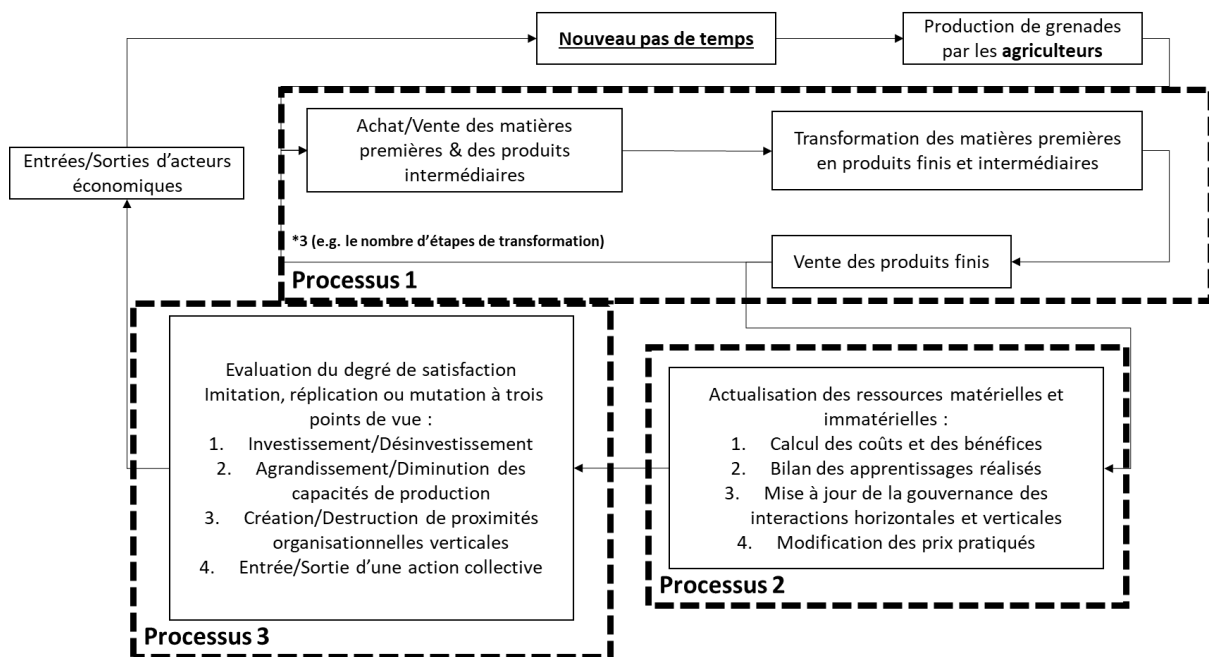 Nouveau pas de temps
Production de grenades
par les agriculteurs
Achat/Vente des matières
premières & des produits
intermédiaires
Transformation des matières premières
en produits finis et intermédiaires
Entrées/Sorties d'acteurs
économiques
*3 (e.g. le nombre d'étapes de transformation)
Vente des produits finis
Processus 1
Evaluation du degré de satisfaction
Imitation, réplication ou mutation à trois
points de vue :
1. Investissement/Désinvestissement
2. Agrandissement/Diminution des
capacités de production
3. Création/Destruction de proximités
organisationnelles verticales
4. Entrée/Sortie d'une action collective
Processus 3
Actualisation des ressources matérielles et
immatérielles :
1. Calcul des coûts et des bénéfices
2. Bilan des apprentissages réalisés
3. Mise à jour de la gouvernance des
interactions horizontales et verticales
4. Modification des prix pratiqués
Processus 2